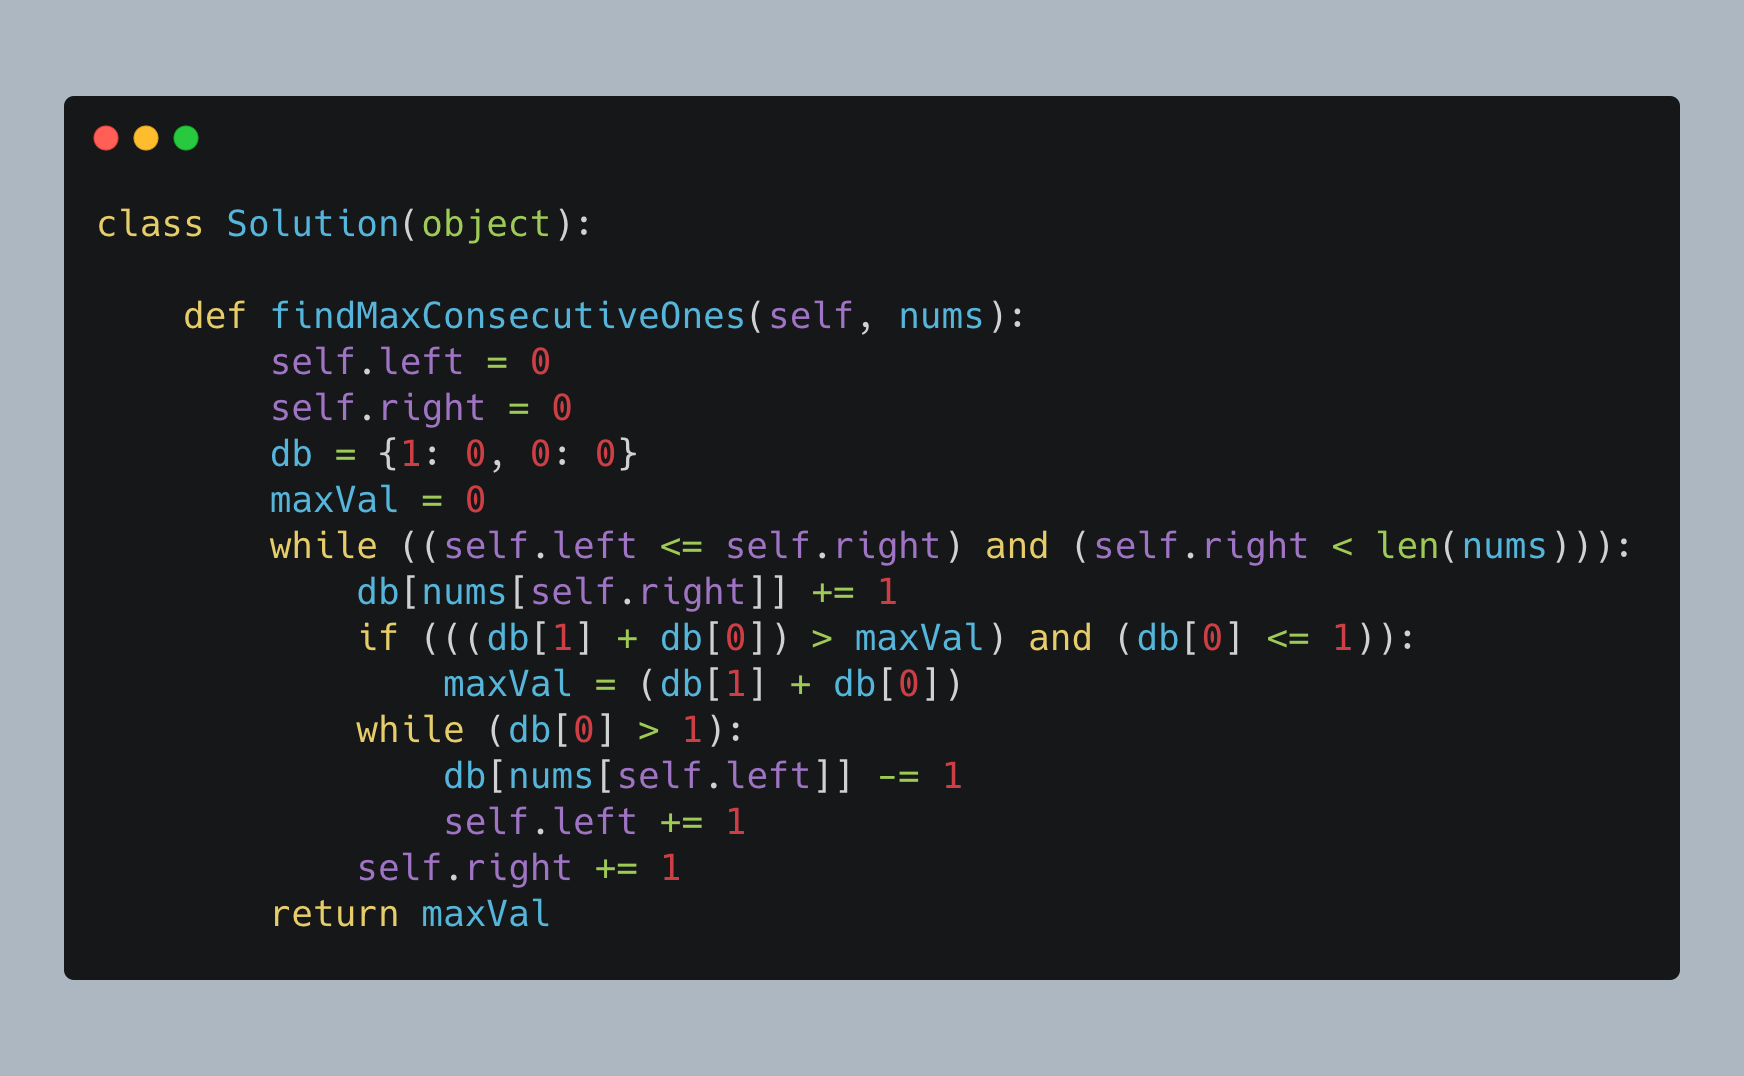 class Solution(object):

    def findMaxConsecutiveOnes(self, nums):
        self.left = 0
        self.right = 0
        db = {1: 0, 0: 0}
        maxVal = 0
        while ((self.left <= self.right) and (self.right < len(nums))):
            db[nums[self.right]] += 1
            if (((db[1] + db[0]) > maxVal) and (db[0] <= 1)):
                maxVal = (db[1] + db[0])
            while (db[0] > 1):
                db[nums[self.left]] -= 1
                self.left += 1
            self.right += 1
        return maxVal